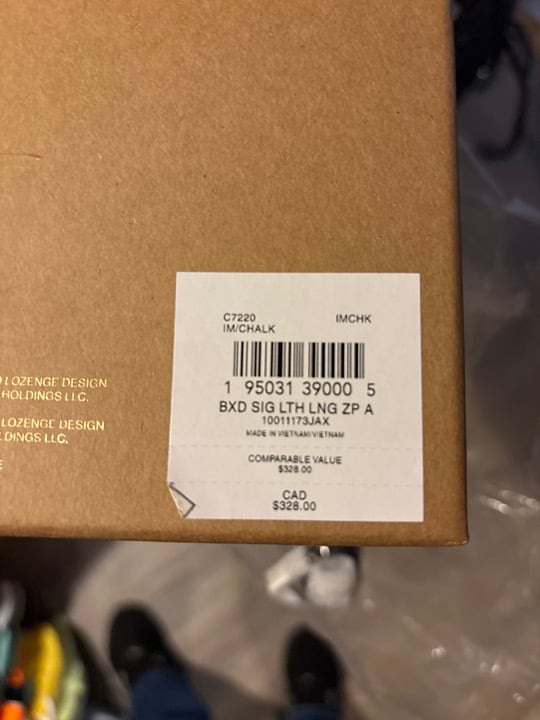 C7220 IMCHK
IM/CHALK
1 95031 39000 5
BXD SIG LTH LNG ZP A
10011173JAX
MADE IN VIETNAM/VIETNAM
COMPARABLE VALUE
$328.00
CAD
$328.00
LOZENGE DESIGN
HOLDINGS LLC.
LOZENGE DESIGN
LDINGS LLC.
E